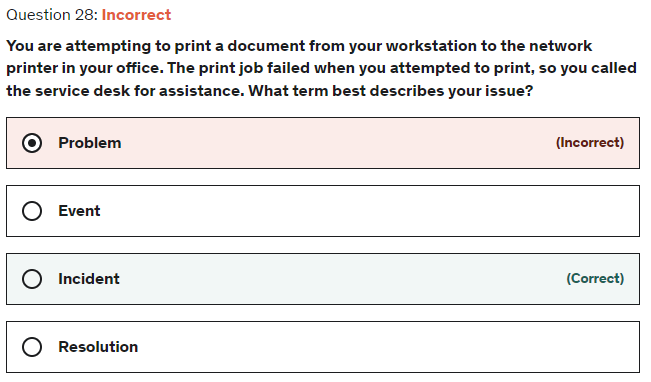 Question 28: Incorrect
You are attempting to print a document from your workstation to the network
printer in your office. The print job failed when you attempted to print, so you called
the service desk for assistance. What term best describes your issue?
Problem (Incorrect)
Event
Incident (Correct)
Resolution